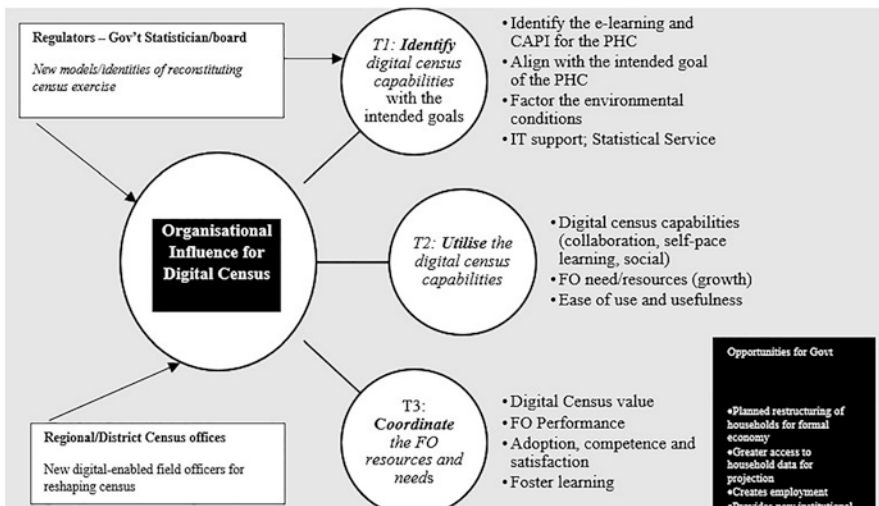 Regulators – Gov't Statistician/board
New models/identities of reconstituting
census exercise
T1: Identify
digital census
capabilities
with the
intended goals
•Identify the e-learning and
CAPI for the PHC
•Align with the intended goal
of the PHC
•Factor the environmental
conditions
•IT support; Statistical Service
Organisational
Influence for
Digital Census
T2: Utilise the
digital census
capabilities
•Digital census capabilities
(collaboration, self-pace
learning, social)
•FO need/resources (growth)
•Ease of use and usefulness
Regional/District Census offices
New digital-enabled field officers for
reshaping census
T3:
Coordinate
the FO
resources and
needs
•Digital Census value
•FO Performance
•Adoption, competence and
satisfaction
•Foster learning
Opportunities for Govt
•Planned restructuring of
households for formal
economy
•Greater access to
household data for
projection
•Creates employment
•Provides new institutional